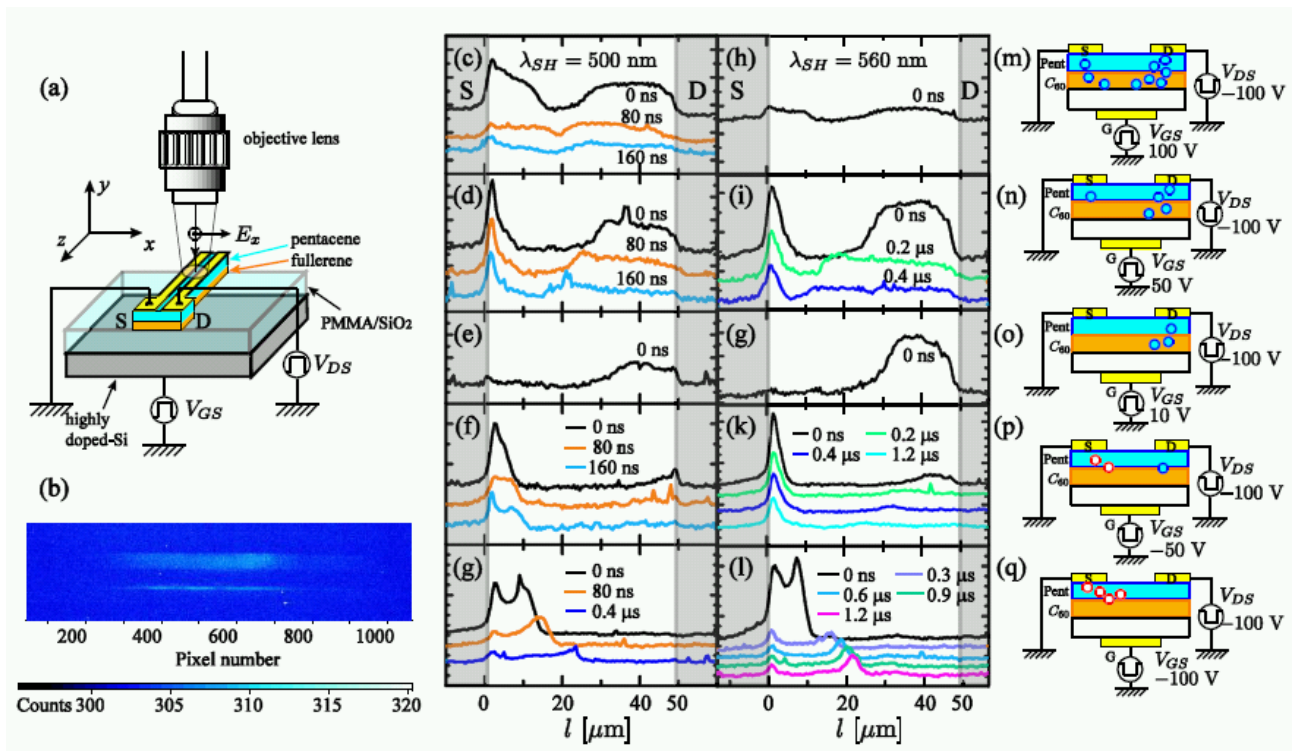 (a)
objective lens
y
x
z
E_x
pentacene
fullerene
S
D
PMMA/SiO₂
V_DS
V_GS
highly
doped-Si
(b)
200 400 600 800 1000
Pixel number
Counts 300 305 310 315 320
(c)
λ_SH = 500 nm
S
D
0 ns
80 ns
160 ns
(d)
0 ns
80 ns
160 ns
(e)
0 ns
(f)
0 ns
80 ns
160 ns
(g)
0 ns
80 ns
0.4 μs
0 20 40 50
l [μm]
(h)
λ_SH = 560 nm
S
D
0 ns
(i)
0 ns
0.2 μs
0.4 μs
(g)
0 ns
(k)
0 ns 0.2 μs
0.4 μs 1.2 μs
(l)
0 ns 0.3 μs
0.6 μs 0.9 μs
1.2 μs
0 20 40 50
l [μm]
(m)
S D
Pent
C₆₀
V_DS
−100 V
G
V_GS
100 V
(n)
S D
Pent
C₆₀
V_DS
−100 V
G
V_GS
50 V
(o)
S D
Pent
C₆₀
V_DS
−100 V
G
V_GS
10 V
(p)
S D
Pent
C₆₀
V_DS
−100 V
G
V_GS
−50 V
(q)
S D
Pent
C₆₀
V_DS
−100 V
G
V_GS
−100 V